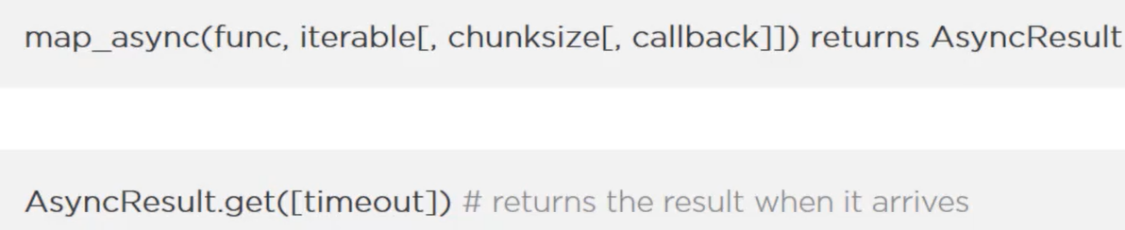 map_async(func, iterable[, chunksize[, callback]]) returns AsyncResult
AsyncResult.get([timeout]) # returns the result when it arrives